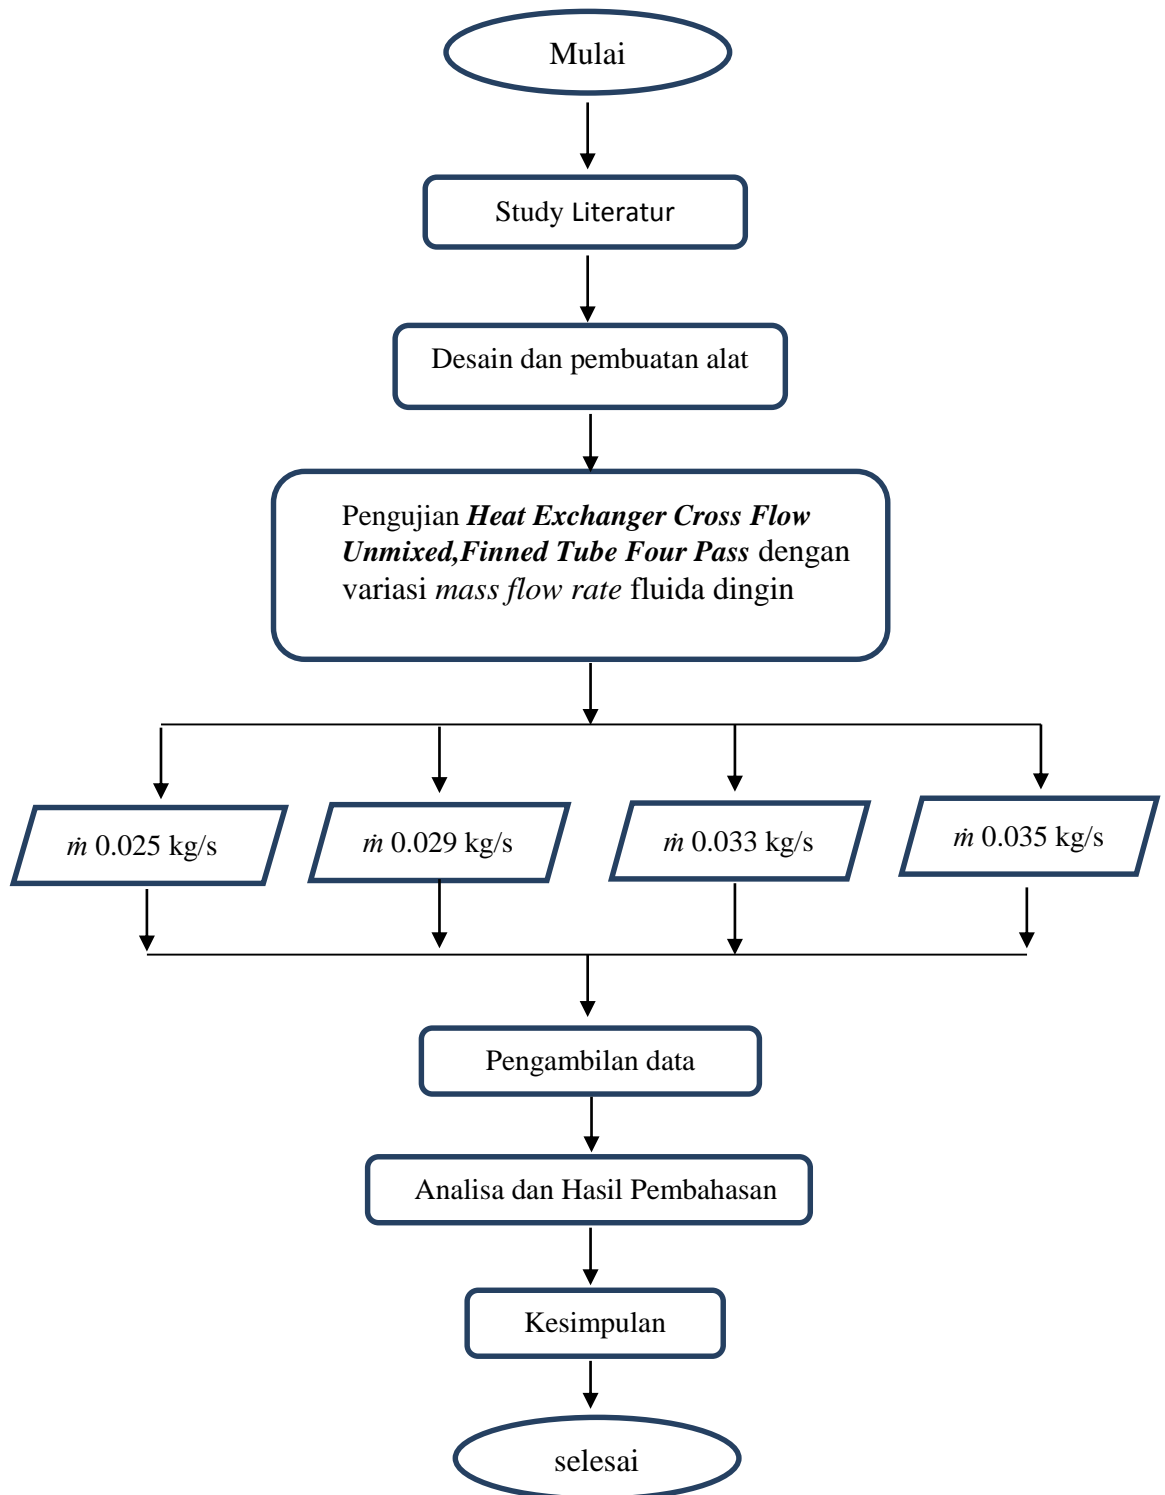 Mulai
Study Literatur
Desain dan pembuatan alat
Pengujian Heat Exchanger Cross Flow
Unmixed,Finned Tube Four Pass dengan
variasi mass flow rate fluida dingin
ṁ 0.025 kg/s
ṁ 0.029 kg/s
ṁ 0.033 kg/s
ṁ 0.035 kg/s
Pengambilan data
Analisa dan Hasil Pembahasan
Kesimpulan
selesai